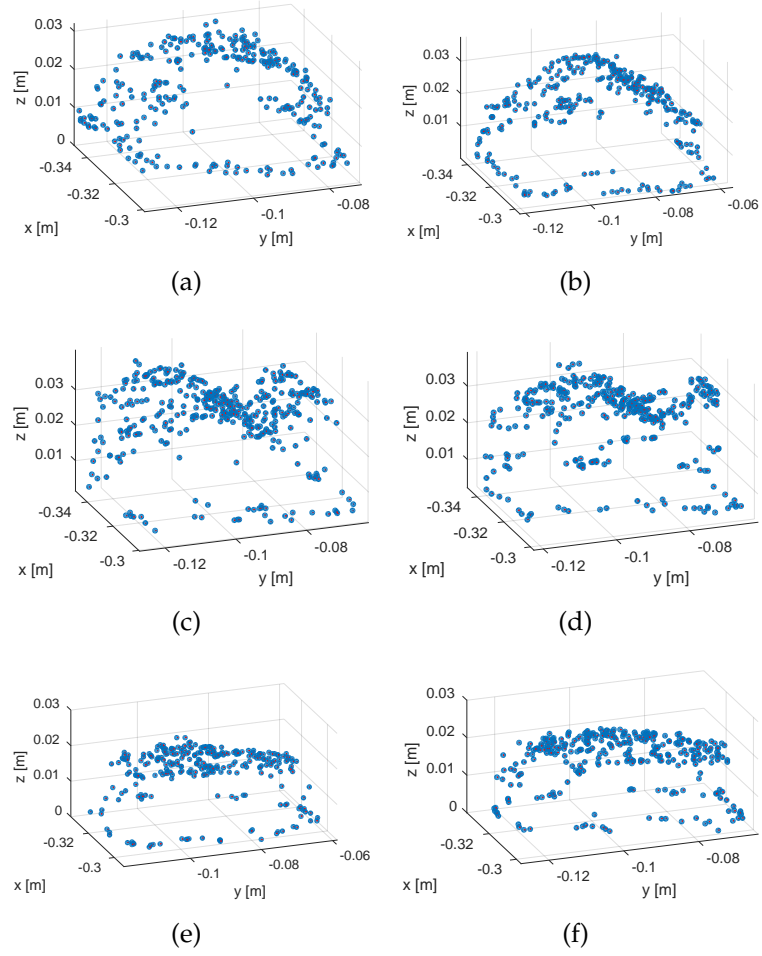 0.03
0.02
0.01
0
z [m]
-0.34
-0.32
-0.3
x [m]
-0.12
-0.1
-0.08
y [m]
(a)
0.03
0.02
0.01
z [m]
-0.34
-0.32
-0.3
x [m]
-0.12
-0.1
-0.08
-0.06
y [m]
(b)
0.03
0.02
0.01
z [m]
-0.34
-0.32
-0.3
x [m]
-0.12
-0.1
-0.08
y [m]
(c)
0.03
0.02
0.01
z [m]
-0.34
-0.32
-0.3
x [m]
-0.12
-0.1
-0.08
y [m]
(d)
0.03
0.02
0.01
0
z [m]
-0.32
-0.3
x [m]
-0.1
-0.08
-0.06
y [m]
(e)
0.03
0.02
0.01
0
z [m]
-0.34
-0.32
-0.3
x [m]
-0.12
-0.1
-0.08
y [m]
(f)